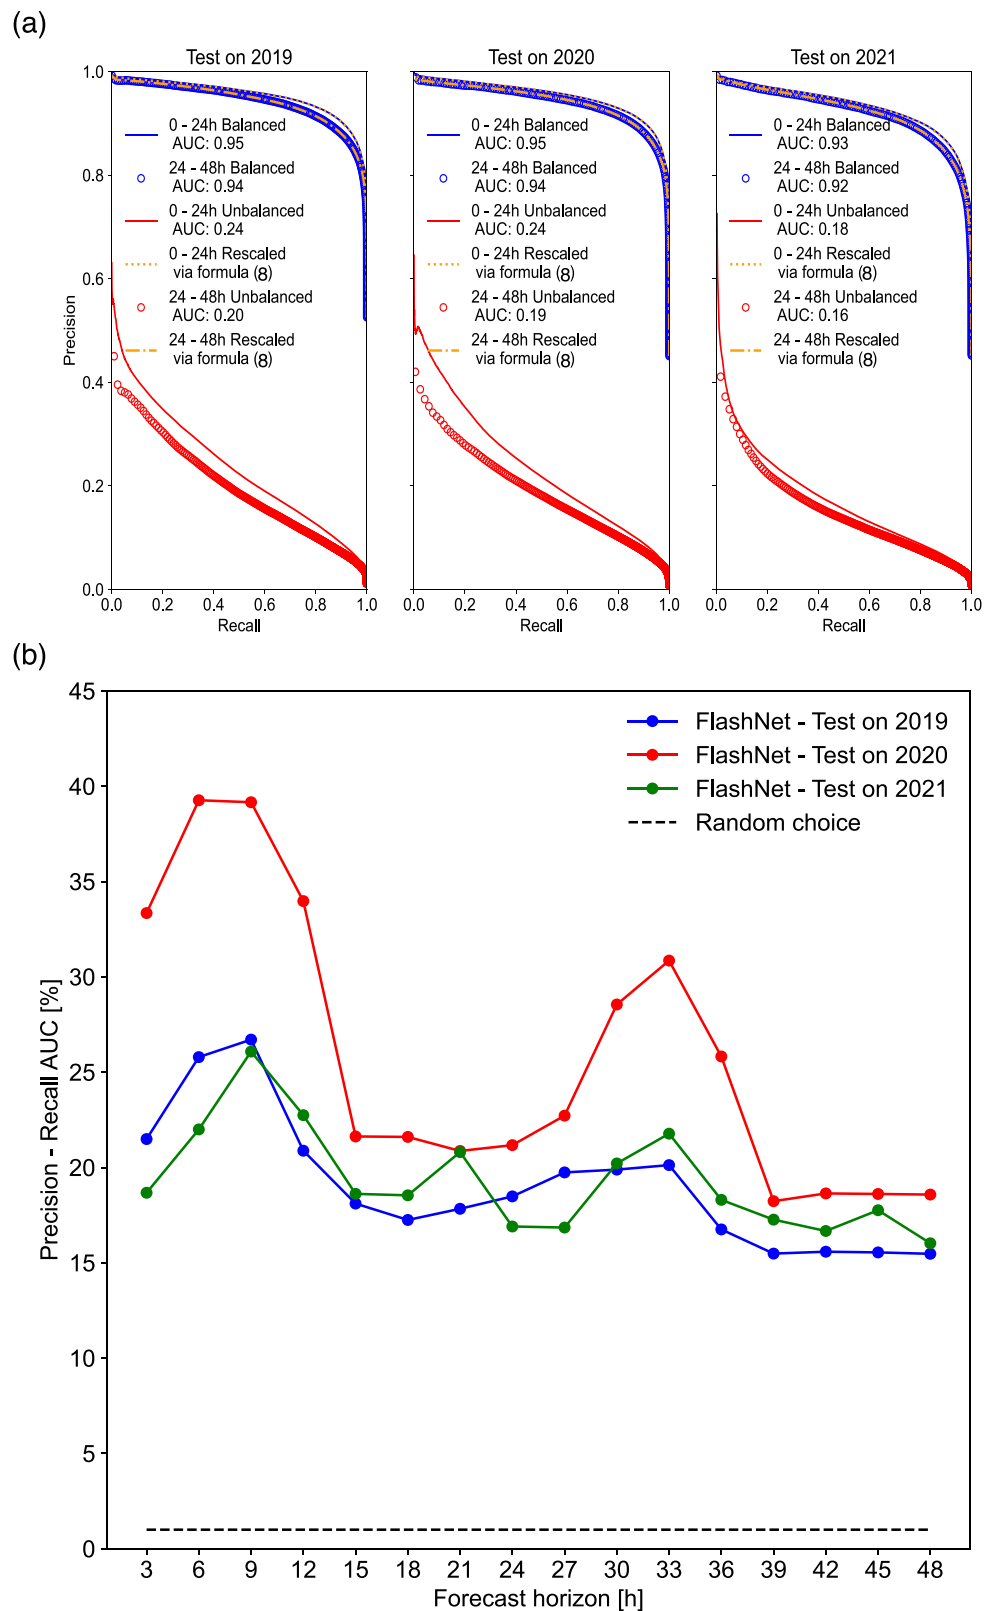 (a)
Test on 2019
Test on 2020
Test on 2021
1.0
0.8
0.6
0.4
0.2
0.0
Precision
0 - 24h Balanced
AUC: 0.95
24 - 48h Balanced
AUC: 0.94
0 - 24h Unbalanced
AUC: 0.24
0 - 24h Rescaled
via formula (8)
24 - 48h Unbalanced
AUC: 0.20
24 - 48h Rescaled
via formula (8)
0.0 0.2 0.4 0.6 0.8 1.0
Recall
0 - 24h Balanced
AUC: 0.95
24 - 48h Balanced
AUC: 0.94
0 - 24h Unbalanced
AUC: 0.24
0 - 24h Rescaled
via formula (8)
24 - 48h Unbalanced
AUC: 0.19
24 - 48h Rescaled
via formula (8)
0.0 0.2 0.4 0.6 0.8 1.0
Recall
0 - 24h Balanced
AUC: 0.93
24 - 48h Balanced
AUC: 0.92
0 - 24h Unbalanced
AUC: 0.18
0 - 24h Rescaled
via formula (8)
24 - 48h Unbalanced
AUC: 0.16
24 - 48h Rescaled
via formula (8)
0.0 0.2 0.4 0.6 0.8 1.0
Recall
(b)
45
40
35
30
25
20
15
10
5
0
Precision - Recall AUC [%]
FlashNet - Test on 2019
FlashNet - Test on 2020
FlashNet - Test on 2021
Random choice
3 6 9 12 15 18 21 24 27 30 33 36 39 42 45 48
Forecast horizon [h]